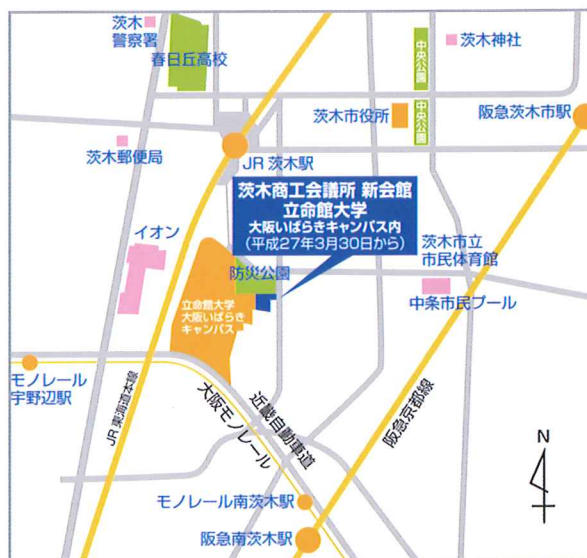 茨木
警察署
春日丘高校
中央公園
茨木神社
茨木市役所
中央公園
阪急茨木市駅
茨木郵便局
JR 茨木駅
茨木商工会議所 新会館
立命館大学
大阪いばらきキャンパス内
(平成27年3月30日から)
イオン
防災公園
茨木市立
市民体育館
中条市民プール
立命館大学
大阪いばらき
キャンパス
モノレール
宇野辺駅
JR 東海道本線
大阪モノレール
近畿自動車道
阪急京都線
N
モノレール南茨木駅
阪急南茨木駅